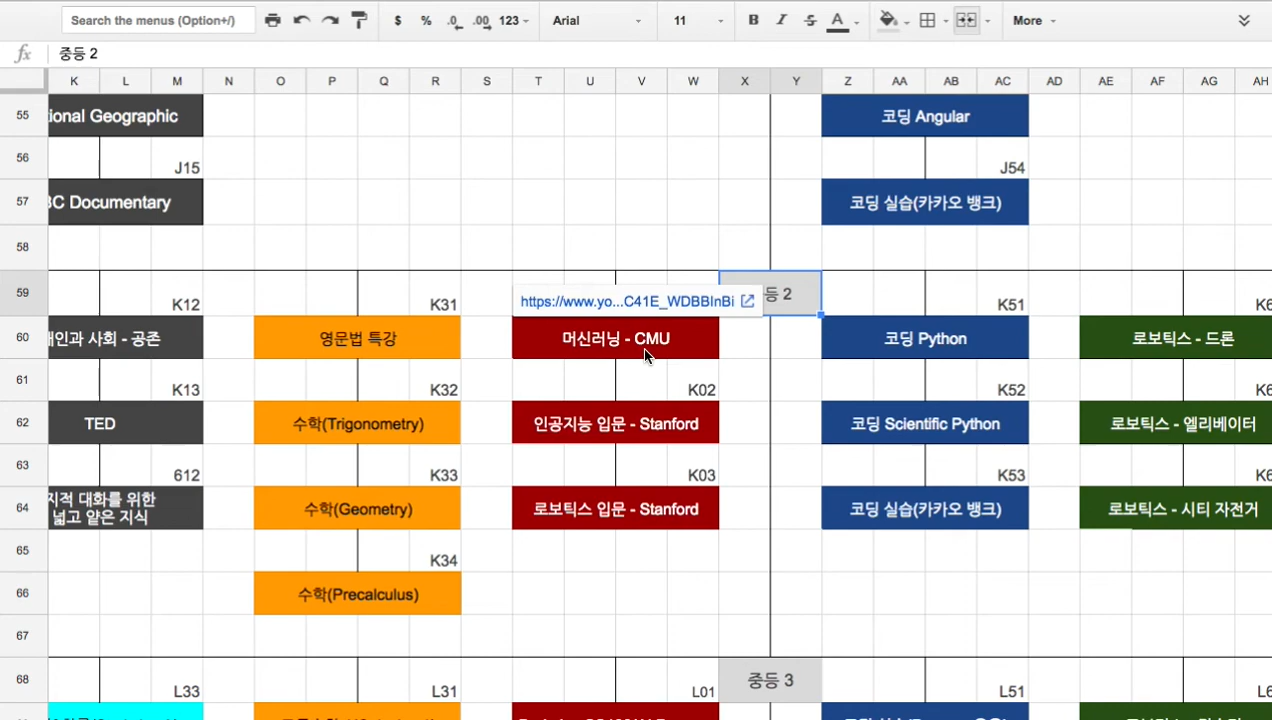 Search the menus (Option+/)
$ % .0 .00 123 Arial 11 B I S A More
fx 중등 2
K L M N O P Q R S T U V W X Y Z AA AB AC AD AE AF AG AH
55 ional Geographic 코딩 Angular
56 J15 J54
57 BC Documentary 코딩 실습(카카오 뱅크)
58
59 K12 K31 https://www.yo...C41E_WDBBInBi 등 2 K51 K6
60 인과 사회 - 공존 영문법 특강 머신러닝 - CMU 코딩 Python 로보틱스 - 드론
61 K13 K32 K02 K52 K6
62 TED 수학(Trigonometry) 인공지능 입문 - Stanford 코딩 Scientific Python 로보틱스 - 엘리베이터
63 612 K33 K03 K53 K6
64 지적 대화를 위한
넓고 얕은 지식 수학(Geometry) 로보틱스 입문 - Stanford 코딩 실습(카카오 뱅크) 로보틱스 - 시티 자전거
65 K34
66 수학(Precalculus)
67
68 L33 L31 L01 중등 3 L51 L6